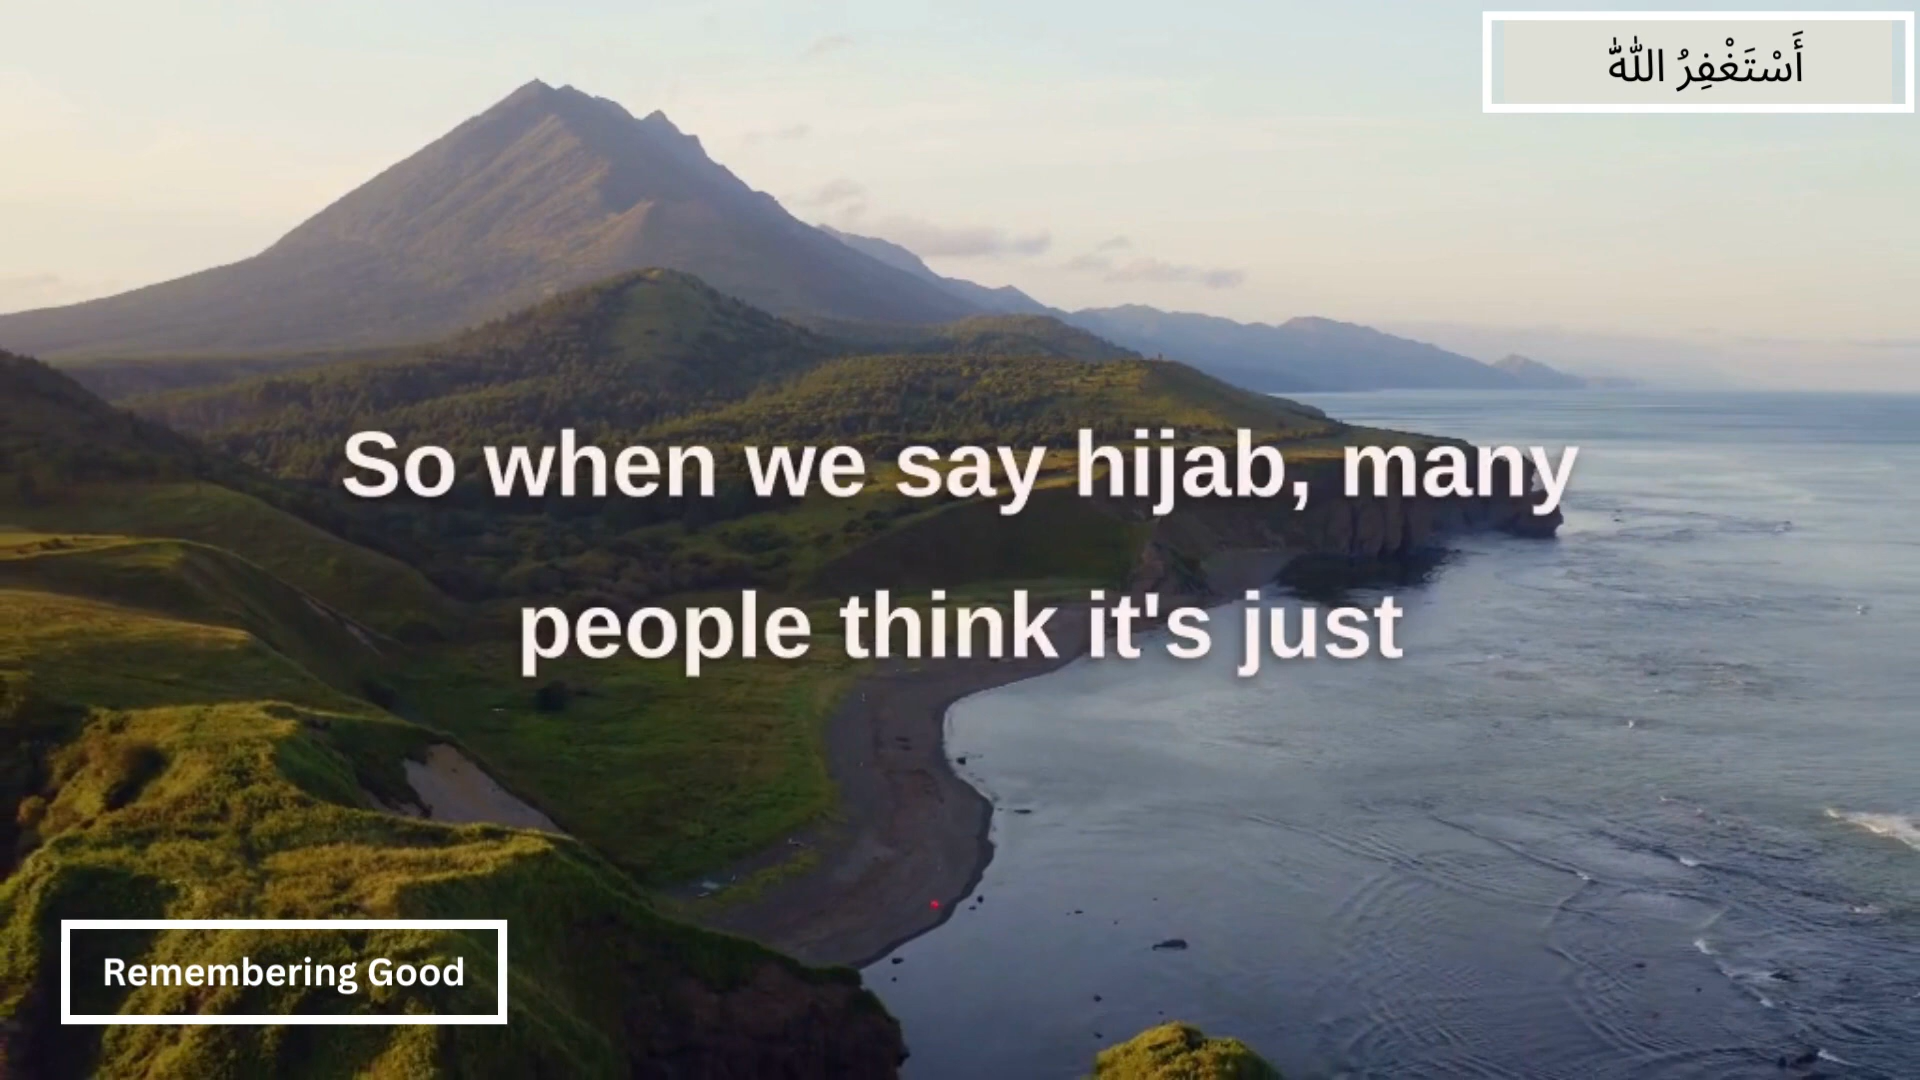 أَسْتَغْفِرُ اللّٰهَ
So when we say hijab, many
people think it's just
Remembering Good